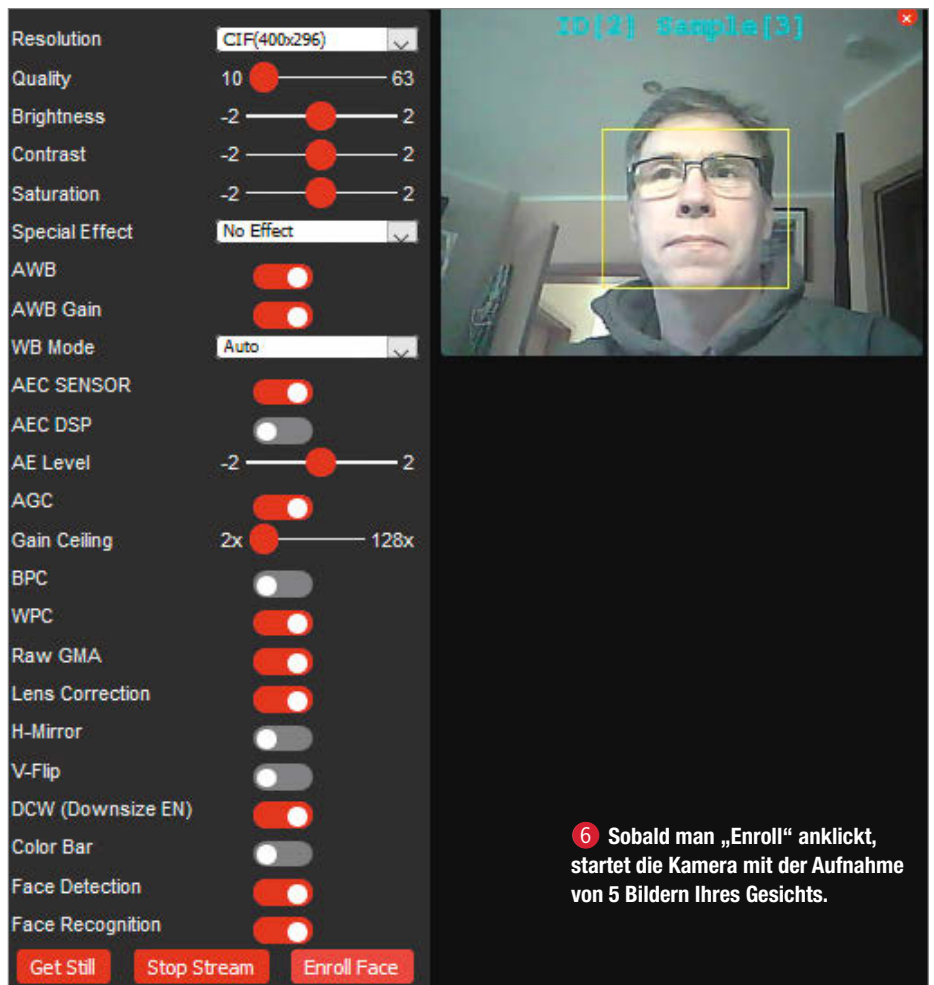 Resolution CIF(400x296)
Quality 10 63
Brightness -2 2
Contrast -2 2
Saturation -2 2
Special Effect No Effect
AWB
AWB Gain
WB Mode Auto
AEC SENSOR
AEC DSP
AE Level -2 2
AGC
Gain Ceiling 2x 128x
BPC
WPC
Raw GMA
Lens Correction
H-Mirror
V-Flip
DCW (Downsize EN)
Color Bar
Face Detection
Face Recognition
Get Still Stop Stream Enroll Face
ID[2] Sample[3]
×
6 Sobald man „Enroll“ anklickt,
startet die Kamera mit der Aufnahme
von 5 Bildern Ihres Gesichts.